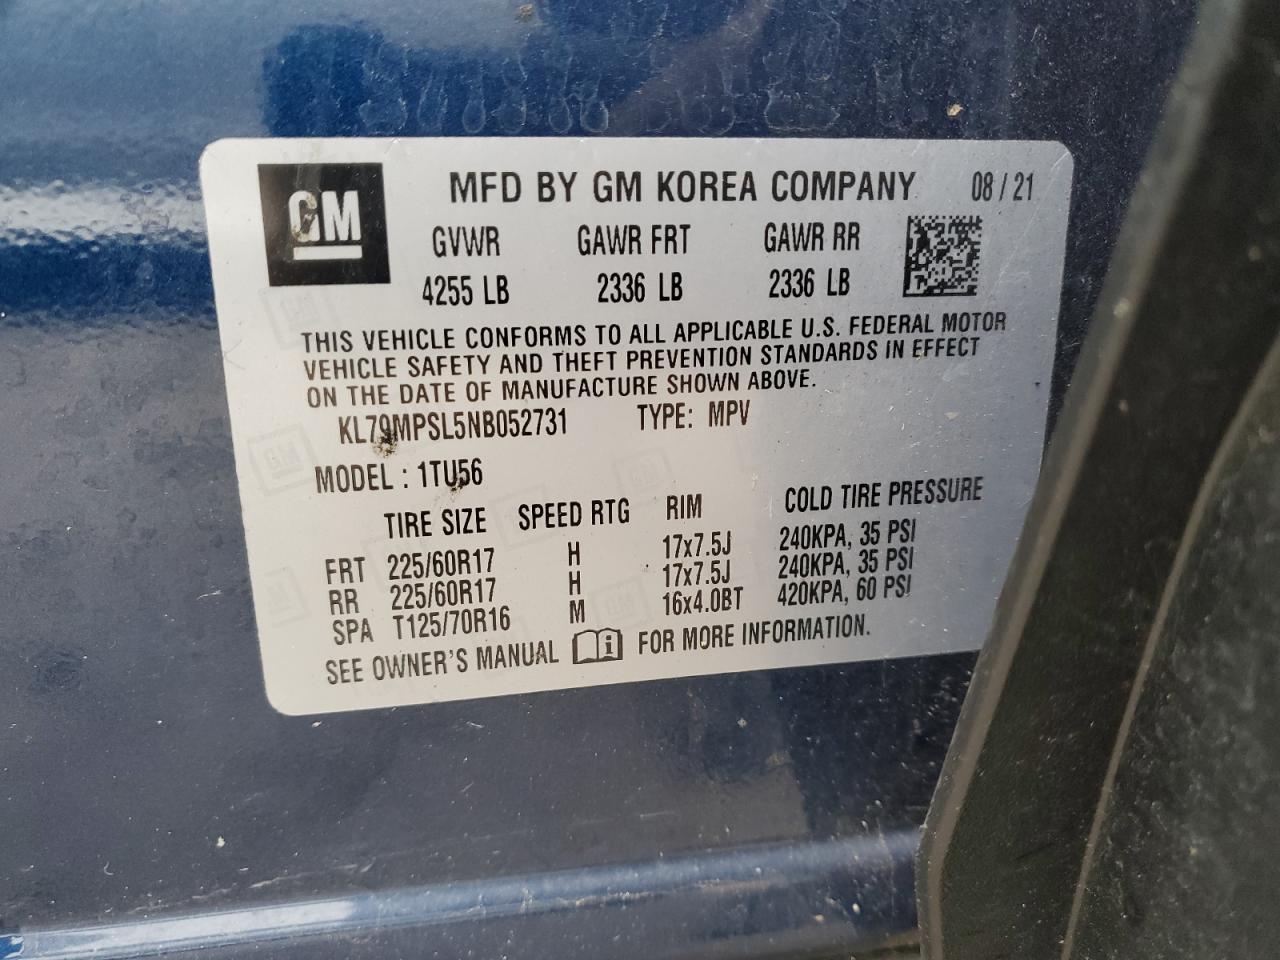 GM
MFD BY GM KOREA COMPANY 08 / 21
GVWR GAWR FRT GAWR RR
4255 LB 2336 LB 2336 LB
THIS VEHICLE CONFORMS TO ALL APPLICABLE U.S. FEDERAL MOTOR
VEHICLE SAFETY AND THEFT PREVENTION STANDARDS IN EFFECT
ON THE DATE OF MANUFACTURE SHOWN ABOVE.
KL79MPSL5NB052731 TYPE: MPV
MODEL : 1TU56
TIRE SIZE SPEED RTG RIM COLD TIRE PRESSURE
FRT 225/60R17 H 17x7.5J 240KPA, 35 PSI
RR 225/60R17 H 17x7.5J 240KPA, 35 PSI
SPA T125/70R16 M 16x4.0BT 420KPA, 60 PSI
SEE OWNER'S MANUAL i FOR MORE INFORMATION.